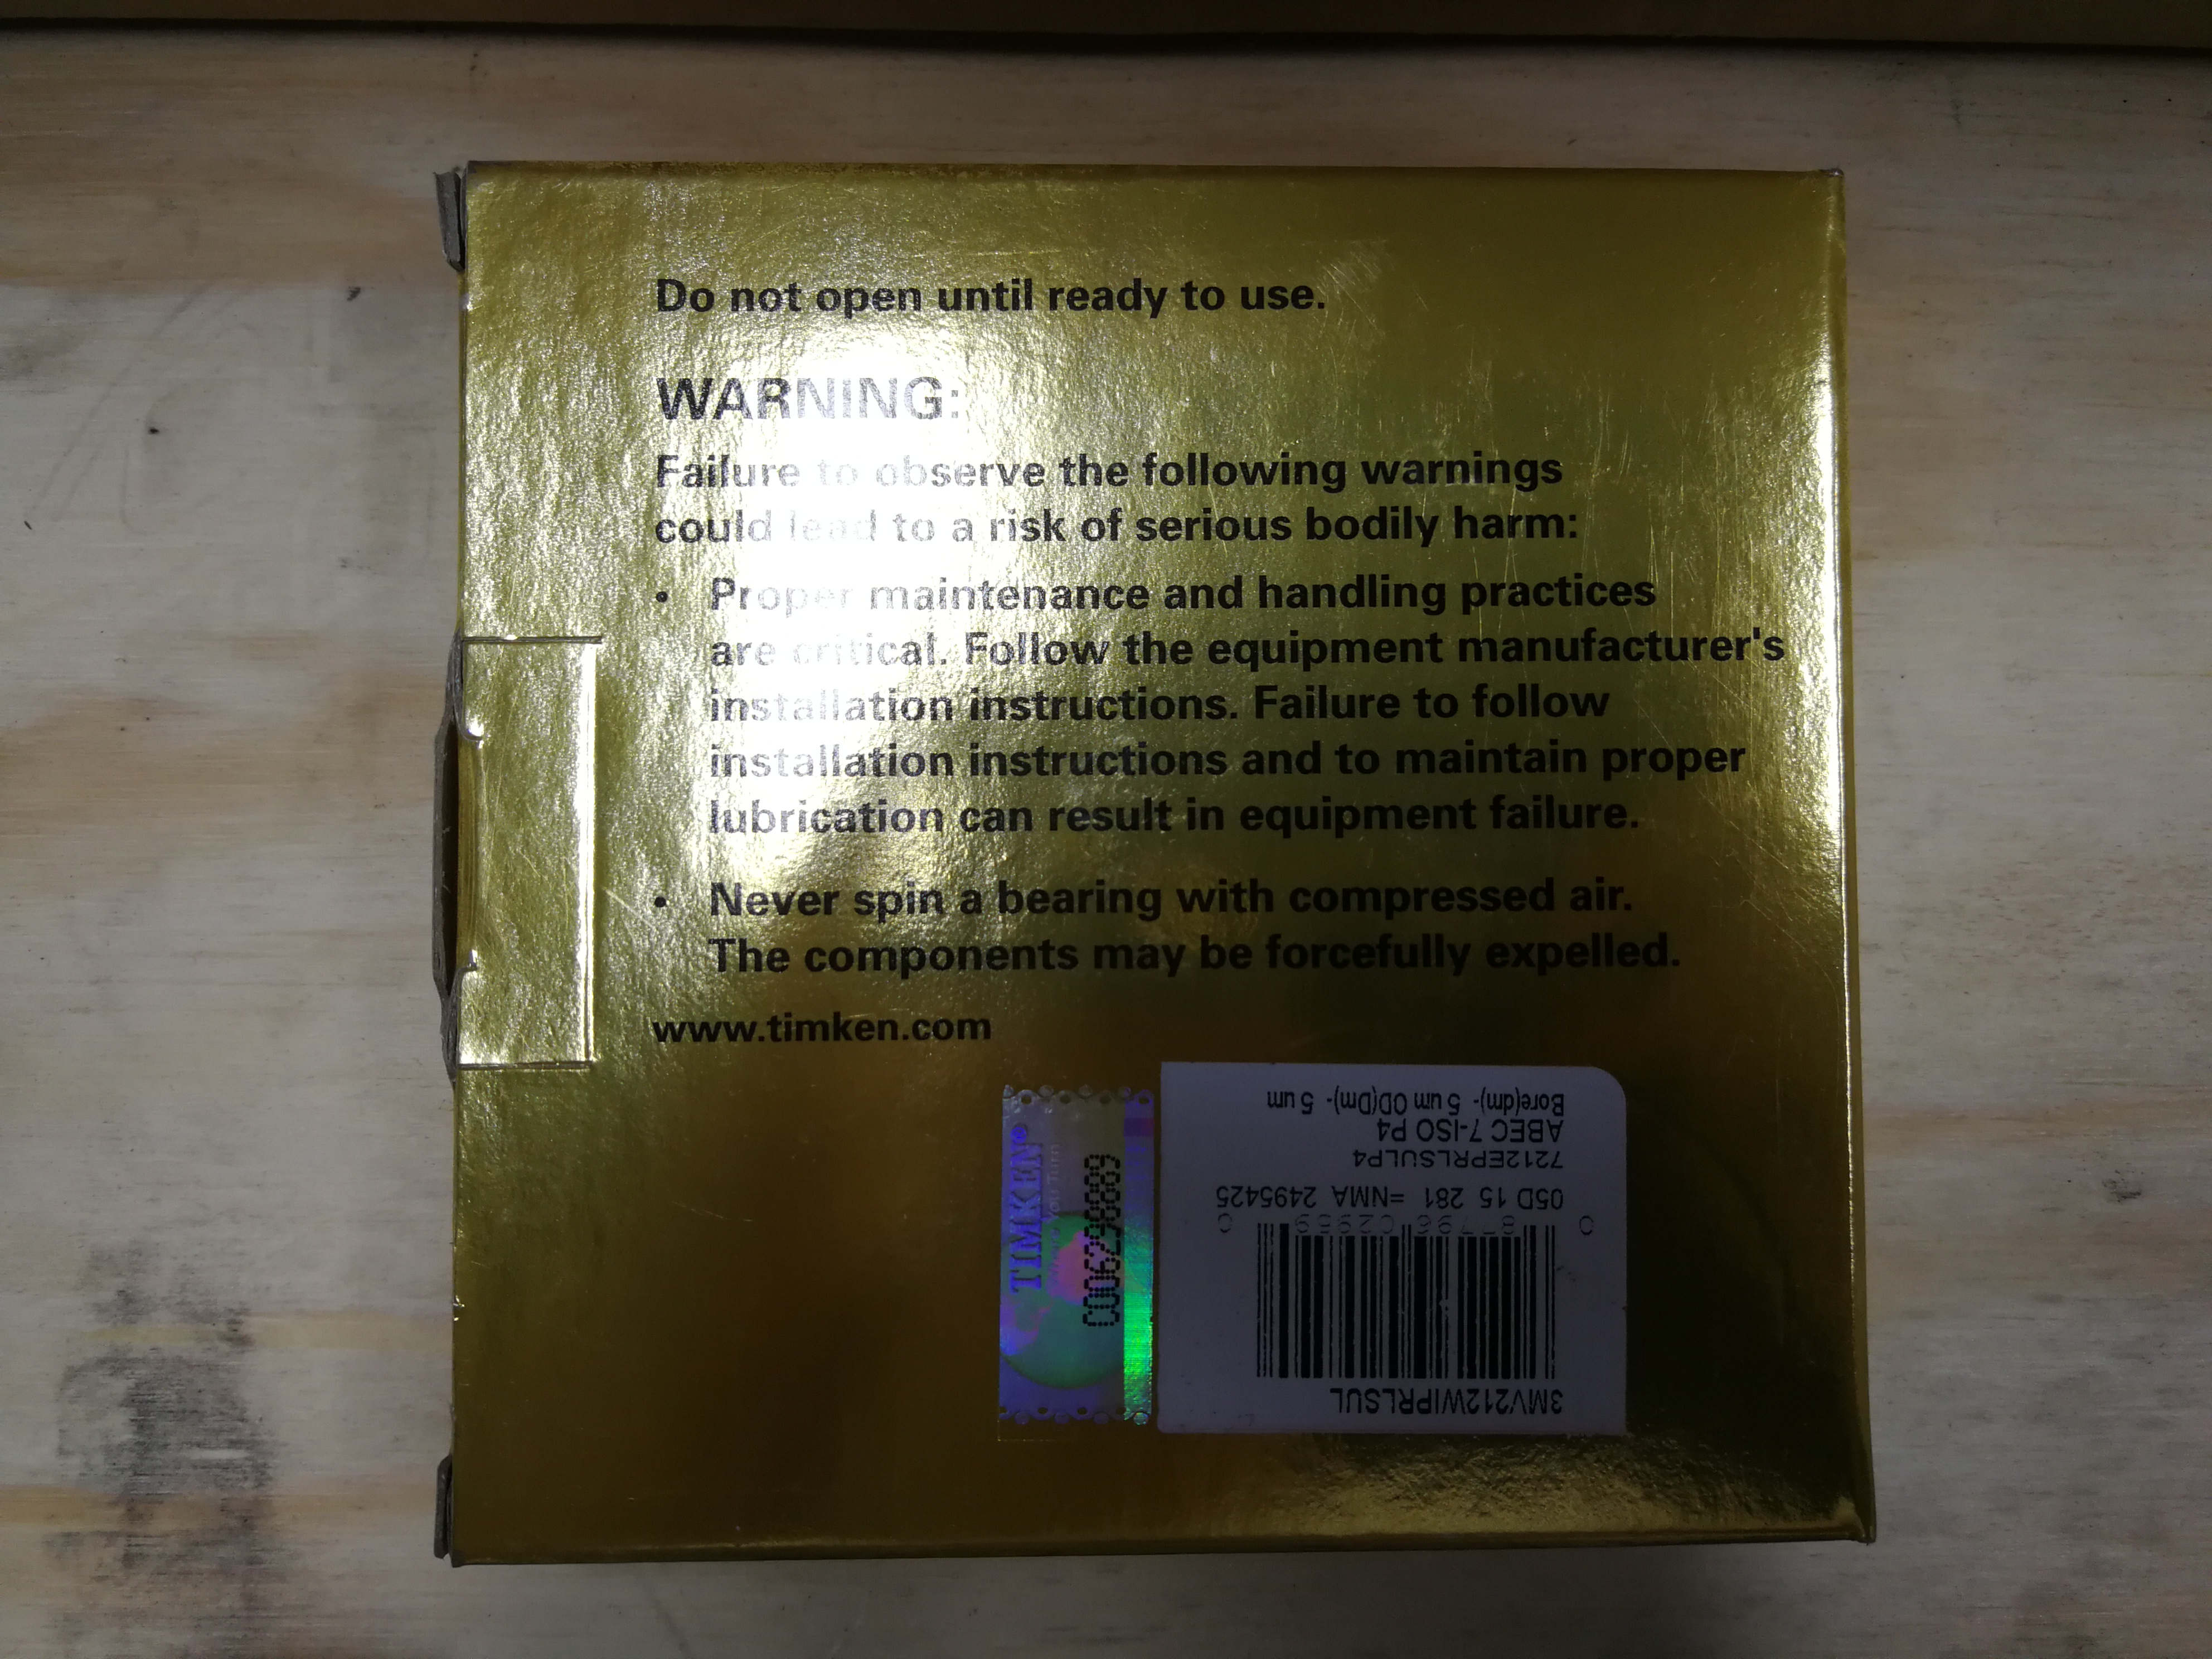 Do not open until ready to use.
WARNING:
Failure to observe the following warnings
could lead to a risk of serious bodily harm:
• Proper maintenance and handling practices
are critical. Follow the equipment manufacturer's
installation instructions. Failure to follow
installation instructions and to maintain proper
lubrication can result in equipment failure.
• Never spin a bearing with compressed air.
The components may be forcefully expelled.
www.timken.com
TIMKEN®
3MV212WIPRLSUL
0 87796 02959 0
05D 15 281 =NMA 2495425
7212EPRLSULP4
ABEC 7-ISO P4
Bore(dm)- 5 um OD(Dm)- 5 um